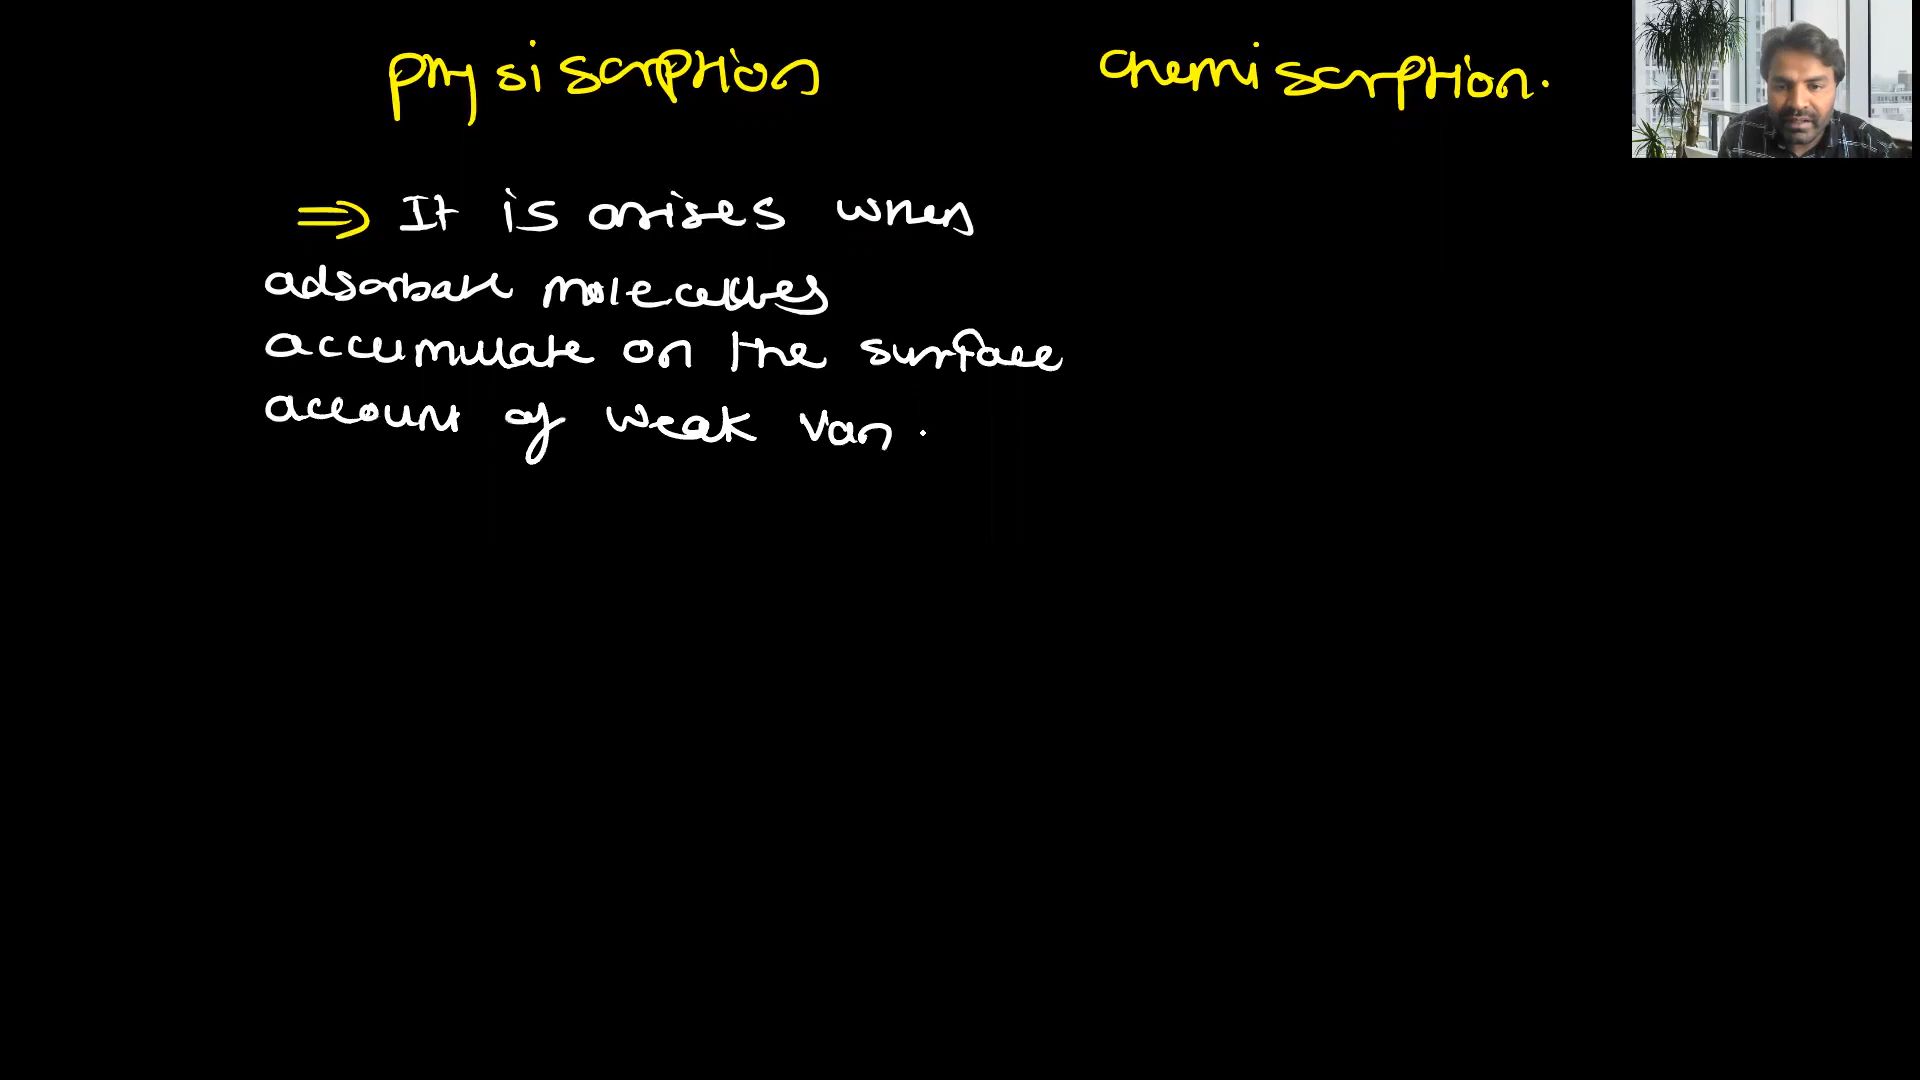 physisorption chemisorption.
⇒ It is arises when
adsorbate molecules
accumulate on the surface
account of weak van .